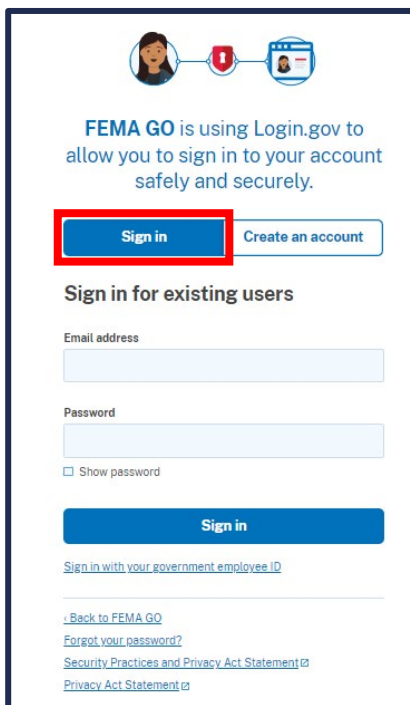 FEMA GO is using Login.gov to
allow you to sign in to your account
safely and securely.
Sign in
Create an account
Sign in for existing users
Email address
Password
Show password
Sign in
Sign in with your government employee ID
‹ Back to FEMA GO
Forgot your password?
Security Practices and Privacy Act Statement
Privacy Act Statement